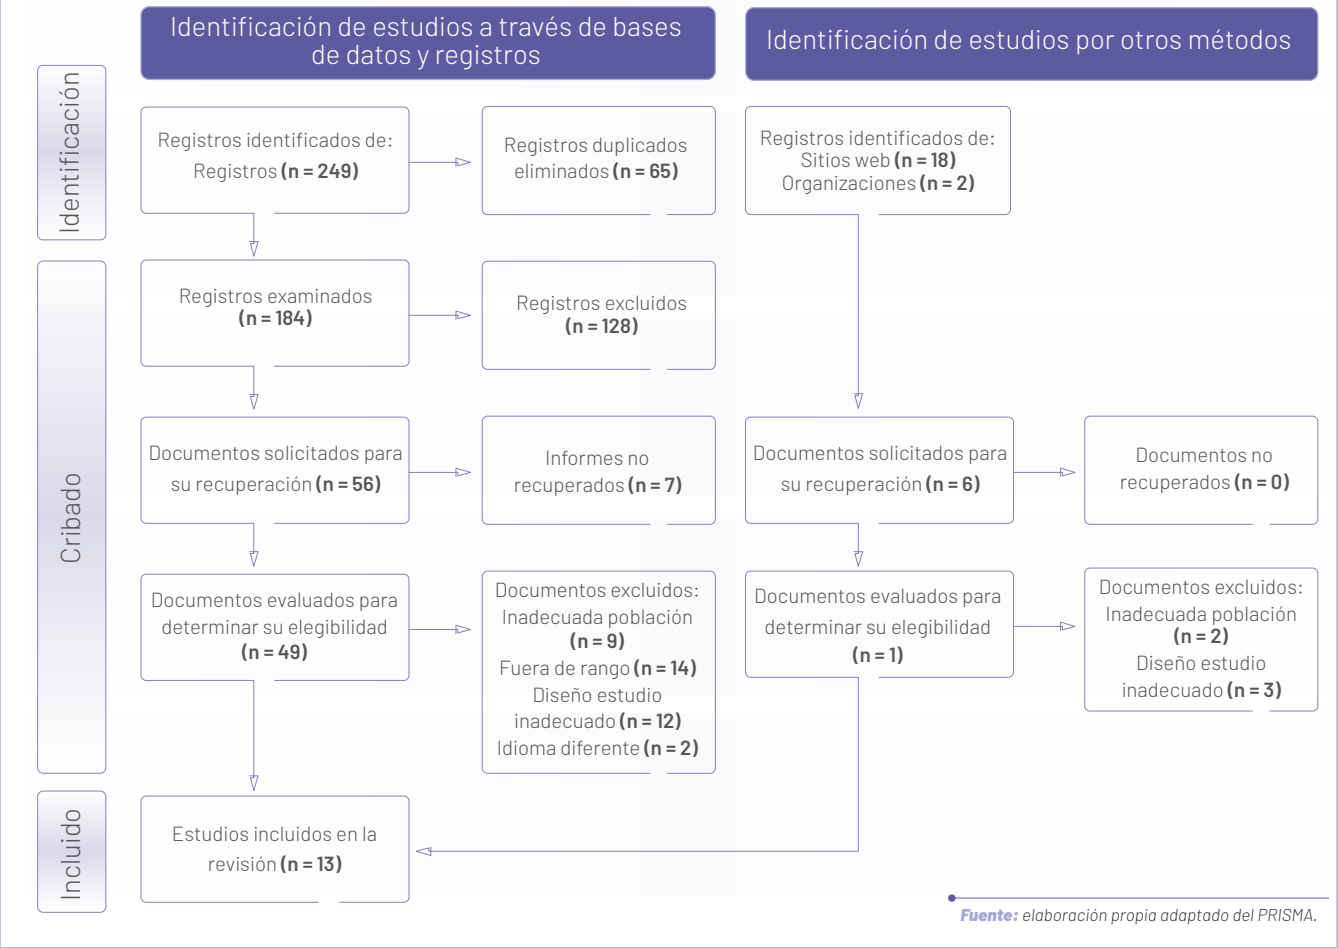 Identificación de estudios a través de bases
de datos y registros
Identificación de estudios por otros métodos
Identificación
Registros identificados de:
Registros (n = 249)
Registros duplicados
eliminados (n = 65)
Registros identificados de:
Sitios web (n = 18)
Organizaciones (n = 2)
Cribado
Registros examinados
(n = 184)
Registros excluidos
(n = 128)
Documentos solicitados para
su recuperación (n = 56)
Informes no
recuperados (n = 7)
Documentos solicitados para
su recuperación (n = 6)
Documentos no
recuperados (n = 0)
Documentos evaluados para
determinar su elegibilidad
(n = 49)
Documentos excluidos:
Inadecuada población
(n = 9)
Fuera de rango (n = 14)
Diseño estudio
inadecuado (n = 12)
Idioma diferente (n = 2)
Documentos evaluados para
determinar su elegibilidad
(n = 1)
Documentos excluidos:
Inadecuada población
(n = 2)
Diseño estudio
inadecuado (n = 3)
Incluido
Estudios incluidos en la
revisión (n = 13)
Fuente: elaboración propia adaptado del PRISMA.